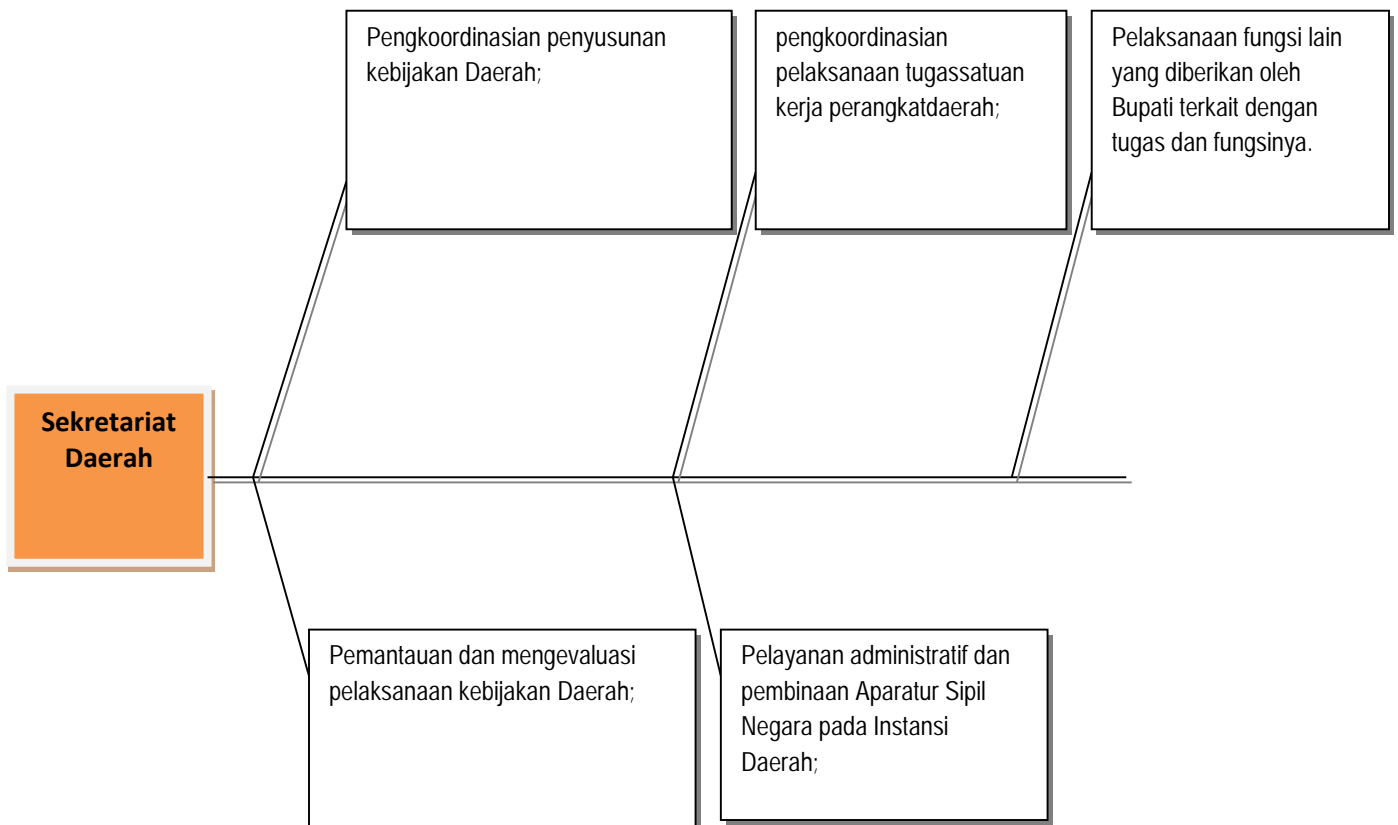 Pengkoordinasian penyusunan
kebijakan Daerah;
pengkoordinasian
pelaksanaan tugassatuan
kerja perangkatdaerah;
Pelaksanaan fungsi lain
yang diberikan oleh
Bupati terkait dengan
tugas dan fungsinya.
Sekretariat
Daerah
Pemantauan dan mengevaluasi
pelaksanaan kebijakan Daerah;
Pelayanan administratif dan
pembinaan Aparatur Sipil
Negara pada Instansi
Daerah;